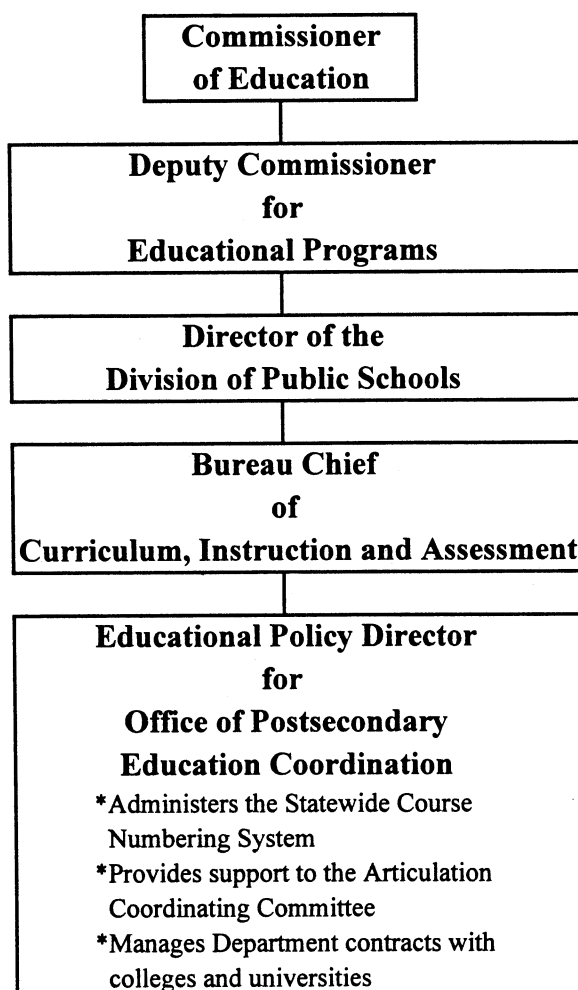 Commissioner
of Education
Deputy Commissioner
for
Educational Programs
Director of the
Division of Public Schools
Bureau Chief
of
Curriculum, Instruction and Assessment
Educational Policy Director
for
Office of Postsecondary
Education Coordination
*Administers the Statewide Course
Numbering System
*Provides support to the Articulation
Coordinating Committee
*Manages Department contracts with
colleges and universities